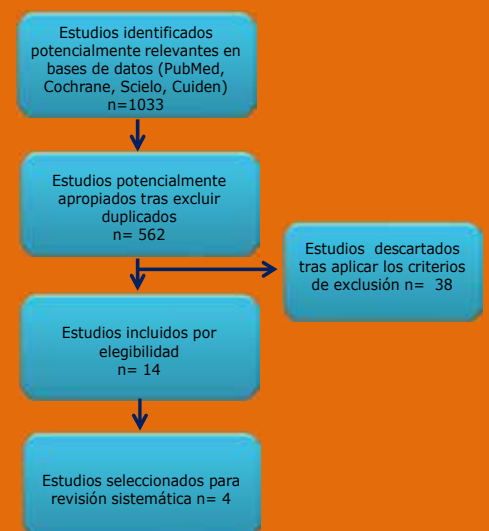 Estudios identificados
potencialmente relevantes en
bases de datos (PubMed,
Cochrane, Scielo, Cuiden)
n=1033
Estudios potencialmente
apropiados tras excluir
duplicados
n= 562
Estudios descartados
tras aplicar los criterios
de exclusión n= 38
Estudios incluidos por
elegibilidad
n= 14
Estudios seleccionados para
revisión sistemática n= 4